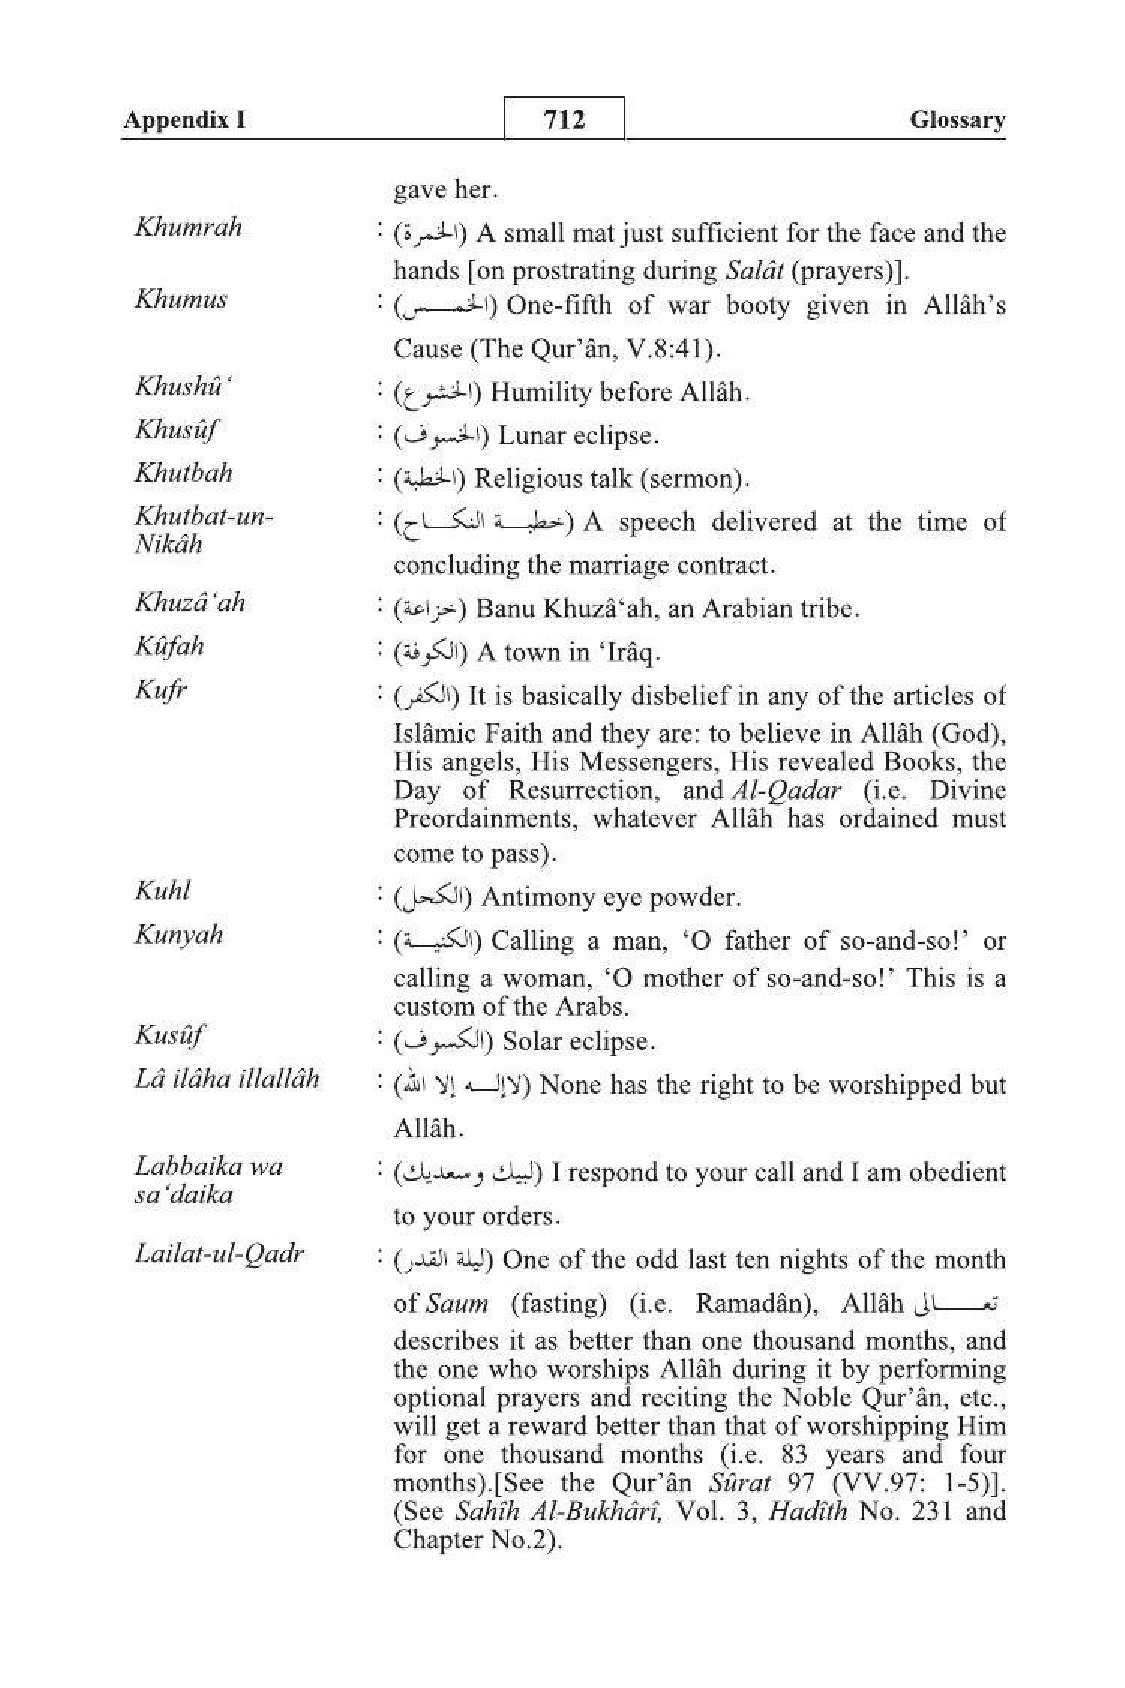 Appendix I 712 Glossary
gave her.
Khumrah : (الخمرة) A small mat just sufficient for the face and the
hands [on prostrating during Salât (prayers)].
Khumus : (الخمــس) One-fifth of war booty given in Allâh’s
Cause (The Qur’ân, V.8:41).
Khushû‘ : (الخشوع) Humility before Allâh.
Khusûf : (الخسوف) Lunar eclipse.
Khutbah : (الخطبة) Religious talk (sermon).
Khutbat-un- : (خطبــة النكــاح) A speech delivered at the time of
Nikâh
concluding the marriage contract.
Khuzâ‘ah : (خزاعة) Banu Khuzâ‘ah, an Arabian tribe.
Kûfah : (الكوفة) A town in ‘Irâq.
Kufr : (الكفر) It is basically disbelief in any of the articles of
Islâmic Faith and they are: to believe in Allâh (God),
His angels, His Messengers, His revealed Books, the
Day of Resurrection, and Al-Qadar (i.e. Divine
Preordainments, whatever Allâh has ordained must
come to pass).
Kuhl : (الكحل) Antimony eye powder.
Kunyah : (الكنيــة) Calling a man, ‘O father of so-and-so!’ or
calling a woman, ‘O mother of so-and-so!’ This is a
custom of the Arabs.
Kusûf : (الكسوف) Solar eclipse.
Lâ ilâha illallâh : (لاإلــه إلا الله) None has the right to be worshipped but
Allâh.
Labbaika wa : (لبيك وسعديك) I respond to your call and I am obedient
sa‘daika
to your orders.
Lailat-ul-Qadr : (ليلة القدر) One of the odd last ten nights of the month
of Saum (fasting) (i.e. Ramadân), Allâh تعــالى
describes it as better than one thousand months, and
the one who worships Allâh during it by performing
optional prayers and reciting the Noble Qur’ân, etc.,
will get a reward better than that of worshipping Him
for one thousand months (i.e. 83 years and four
months).[See the Qur’ân Sûrat 97 (VV.97: 1-5)].
(See Sahîh Al-Bukhârî, Vol. 3, Hadîth No. 231 and
Chapter No.2).